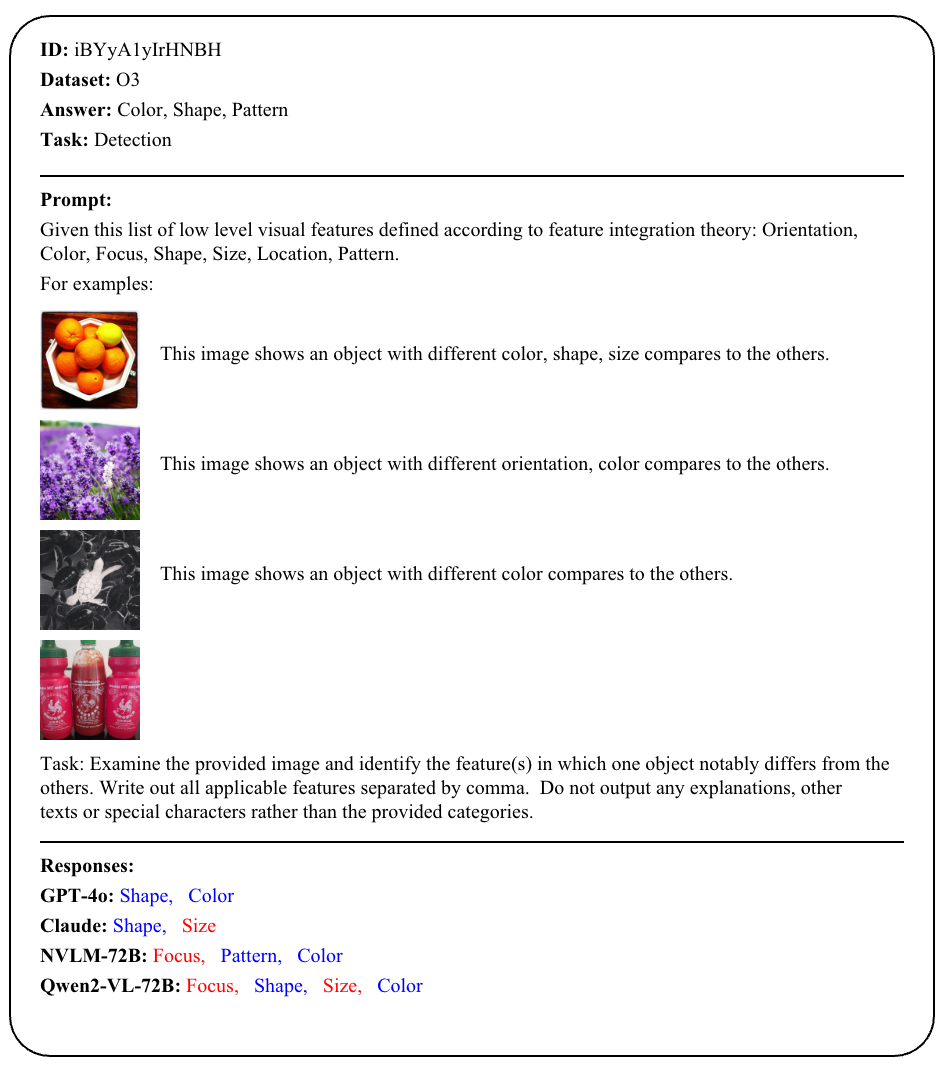 ID: iBYyA1yIrHNBH
Dataset: O3
Answer: Color, Shape, Pattern
Task: Detection
Prompt:
Given this list of low level visual features defined according to feature integration theory: Orientation,
Color, Focus, Shape, Size, Location, Pattern.
For examples:
This image shows an object with different color, shape, size compares to the others.
This image shows an object with different orientation, color compares to the others.
This image shows an object with different color compares to the others.
Task: Examine the provided image and identify the feature(s) in which one object notably differs from the
others. Write out all applicable features separated by comma.  Do not output any explanations, other
texts or special characters rather than the provided categories.
Responses:
GPT-4o: Shape, Color
Claude: Shape, Size
NVLM-72B: Focus, Pattern, Color
Qwen2-VL-72B: Focus, Shape, Size, Color